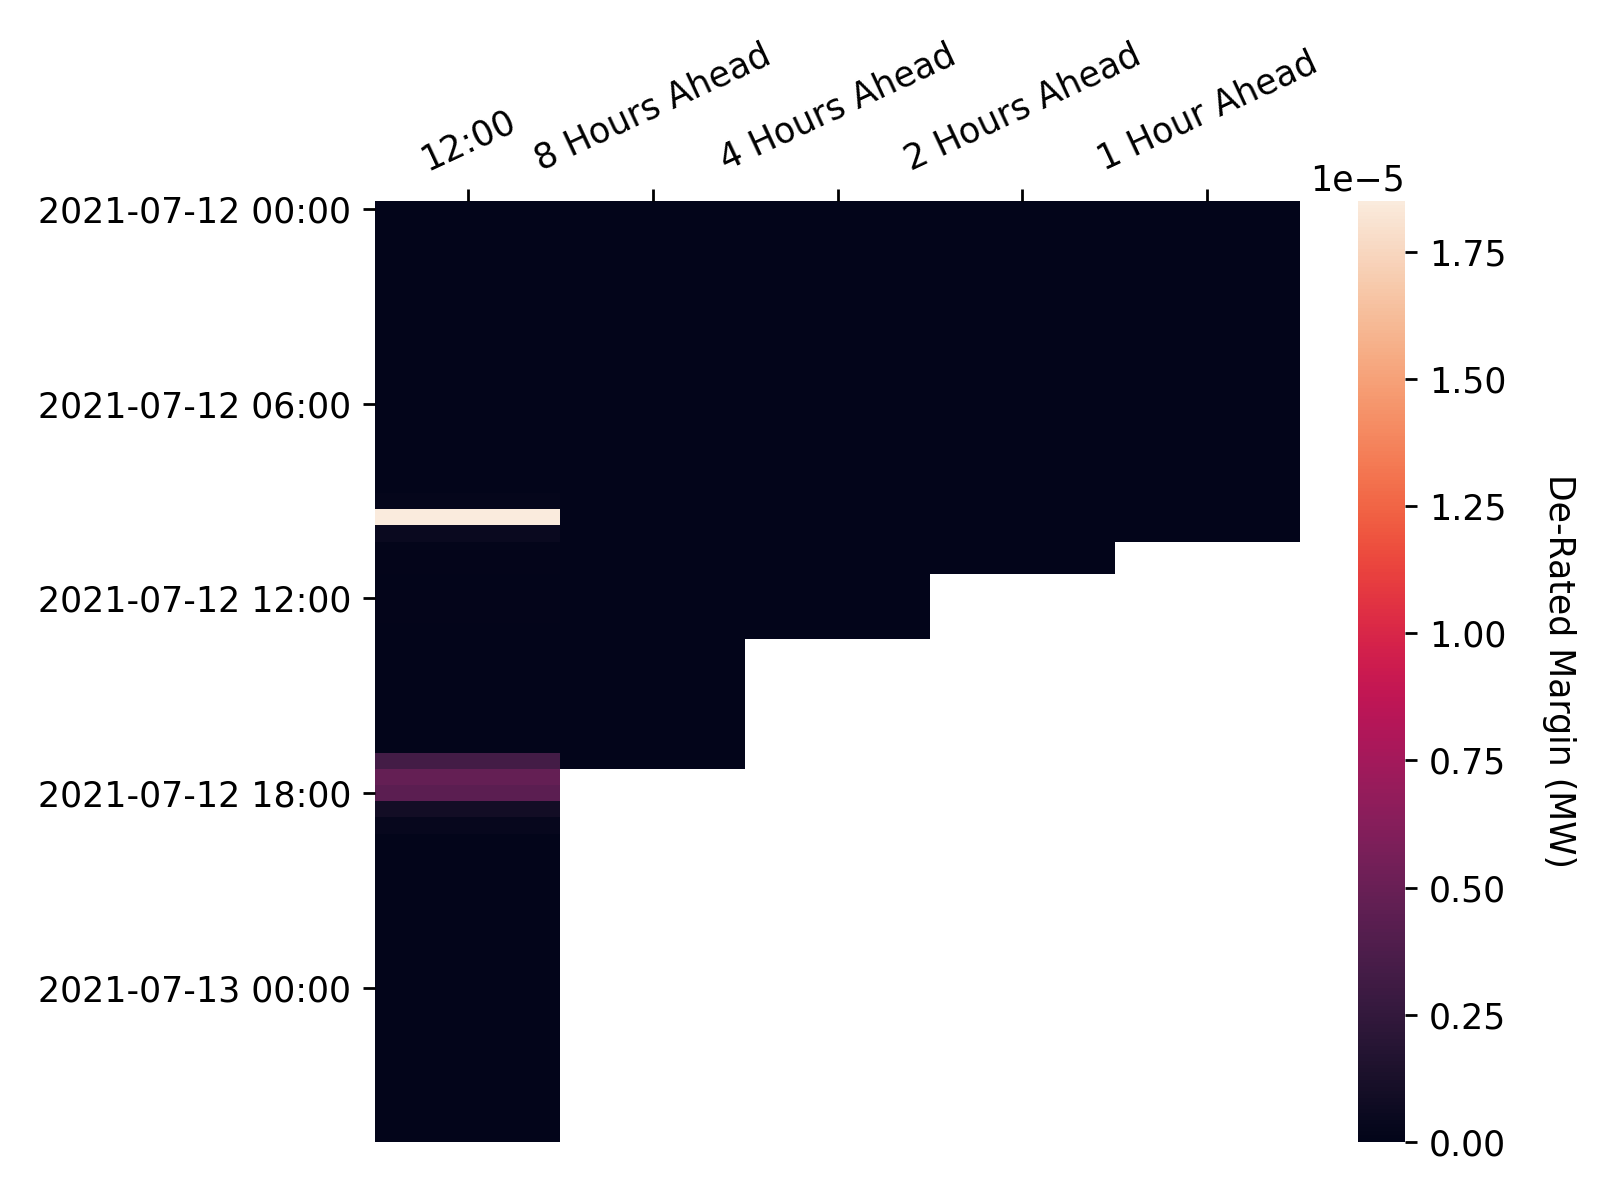 12:00
8 Hours Ahead
4 Hours Ahead
2 Hours Ahead
1 Hour Ahead
1e−5
2021-07-12 00:00
2021-07-12 06:00
2021-07-12 12:00
2021-07-12 18:00
2021-07-13 00:00
1.75
1.50
1.25
1.00
0.75
0.50
0.25
0.00
De-Rated Margin (MW)